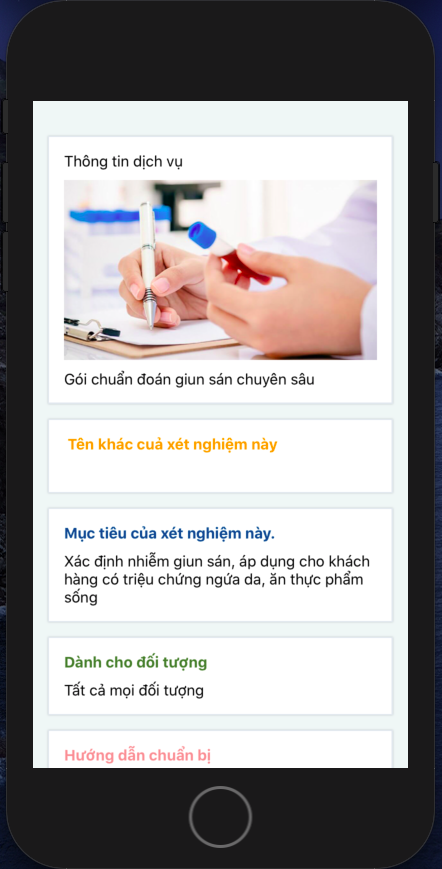 Thông tin dịch vụ
Gói chuẩn đoán giun sán chuyên sâu
Tên khác cuả xét nghiệm này
Mục tiêu của xét nghiệm này.
Xác định nhiễm giun sán, áp dụng cho khách
hàng có triệu chứng ngứa da, ăn thực phẩm
sống
Dành cho đối tượng
Tất cả mọi đối tượng
Hướng dẫn chuẩn bị